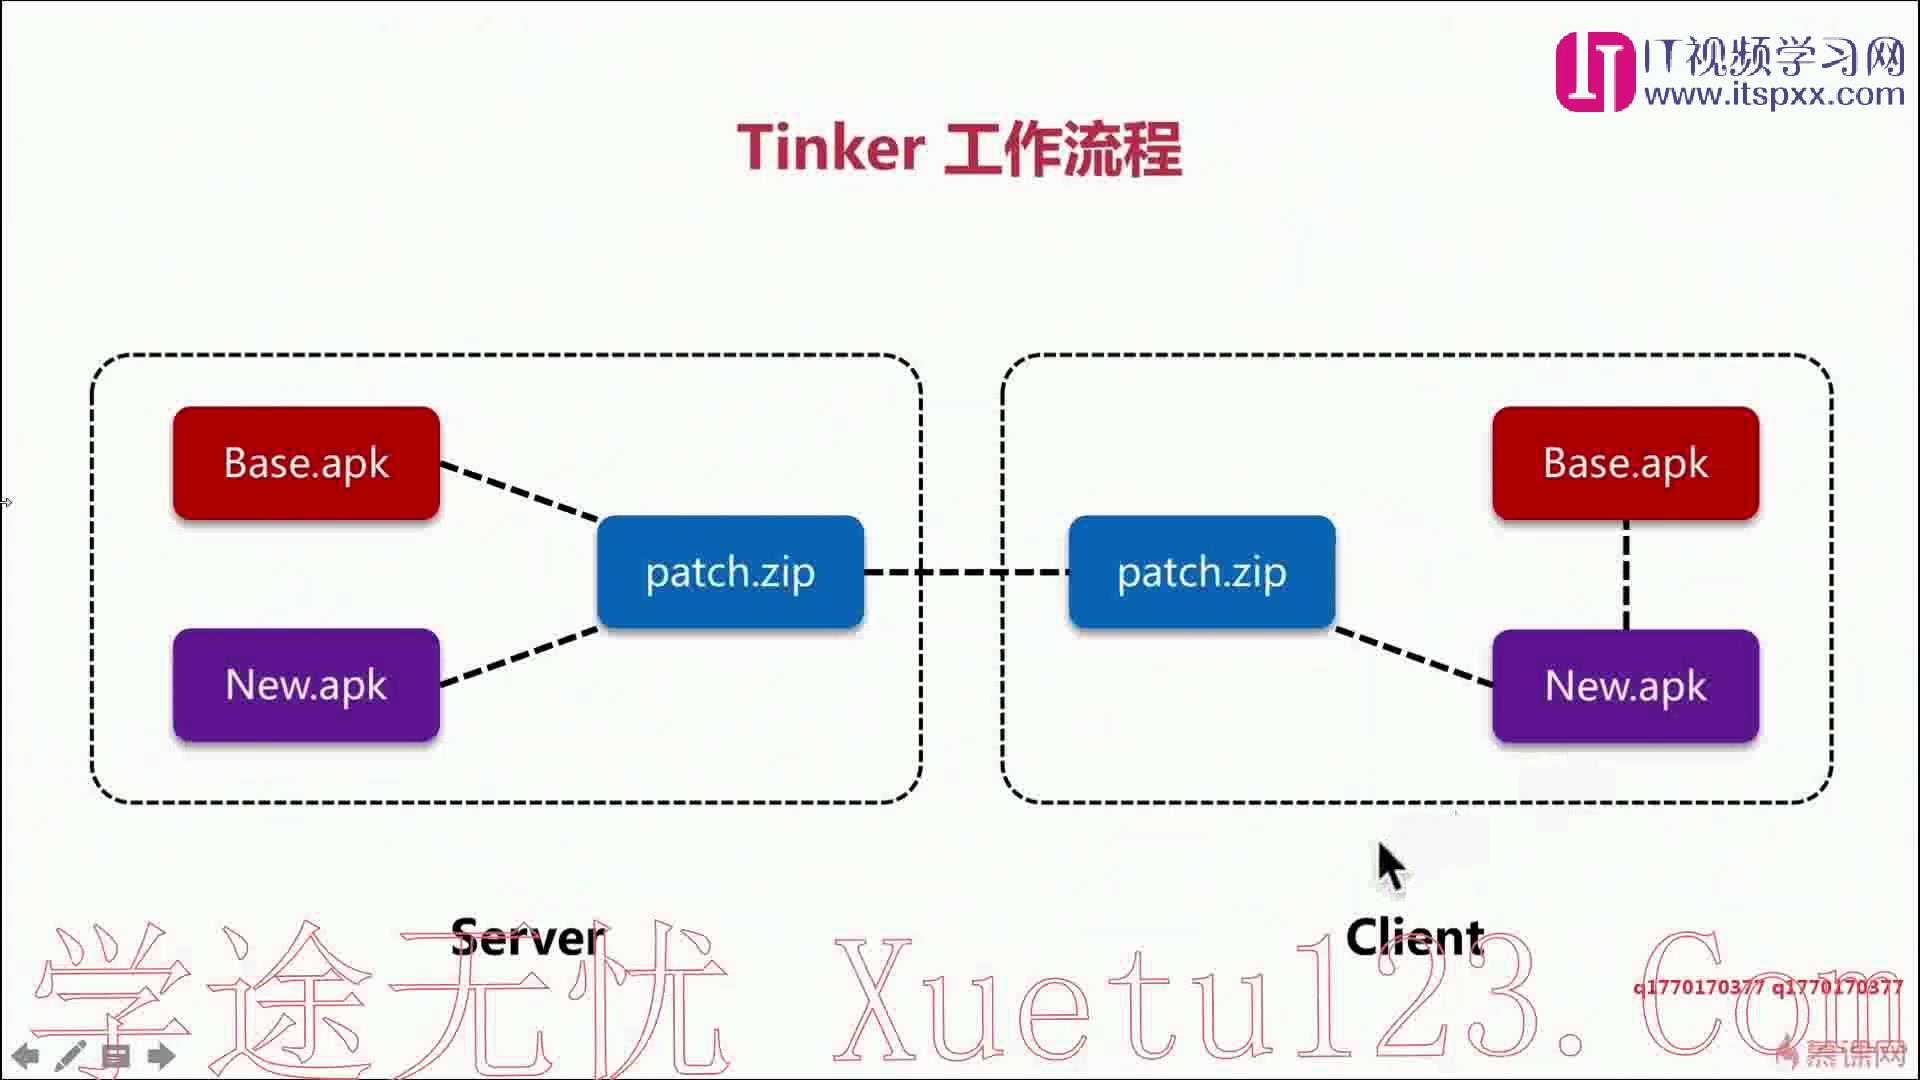 IT视频学习网
www.itspxx.com
Tinker 工作流程
Base.apk
Base.apk
patch.zip
patch.zip
New.apk
New.apk
Server
Client
学途无忧 Xuetu123.Com
q1770170377 q1770170377
慕课网